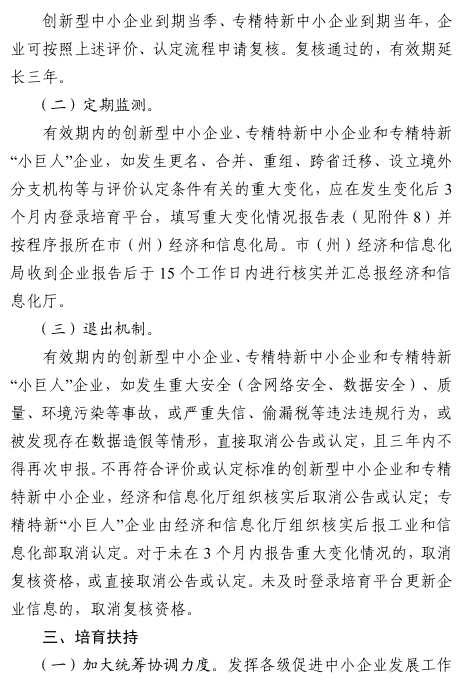 创新型中小企业到期当季、专精特新中小企业到期当年，企
业可按照上述评价、认定流程申请复核。复核通过的，有效期延
长三年。
（二）定期监测。
有效期内的创新型中小企业、专精特新中小企业和专精特新
“小巨人”企业，如发生更名、合并、重组、跨省迁移、设立境外
分支机构等与评价认定条件有关的重大变化，应在发生变化后 3
个月内登录培育平台，填写重大变化情况报告表（见附件 8）并
按程序报所在市（州）经济和信息化局。市（州）经济和信息化
局收到企业报告后于 15 个工作日内进行核实并汇总报经济和信
息化厅。
（三）退出机制。
有效期内的创新型中小企业、专精特新中小企业和专精特新
“小巨人”企业，如发生重大安全（含网络安全、数据安全）、质
量、环境污染等事故，或严重失信、偷漏税等违法违规行为，或
被发现存在数据造假等情形，直接取消公告或认定，且三年内不
得再次申报。不再符合评价或认定标准的创新型中小企业和专精
特新中小企业，经济和信息化厅组织核实后取消公告或认定；专
精特新“小巨人”企业由经济和信息化厅组织核实后报工业和信
息化部取消认定。对于未在 3 个月内报告重大变化情况的，取消
复核资格，或直接取消公告或认定。未及时登录培育平台更新企
业信息的，取消复核资格。
三、培育扶持
（一）加大统筹协调力度。发挥各级促进中小企业发展工作